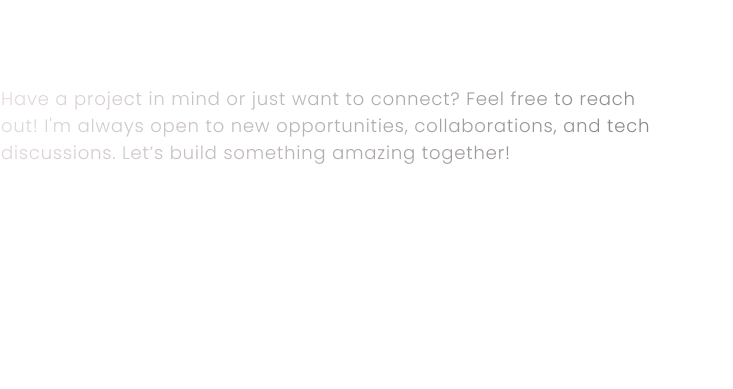 Have a project in mind or just want to connect? Feel free to reach
out! I'm always open to new opportunities, collaborations, and tech
discussions. Let’s build something amazing together!